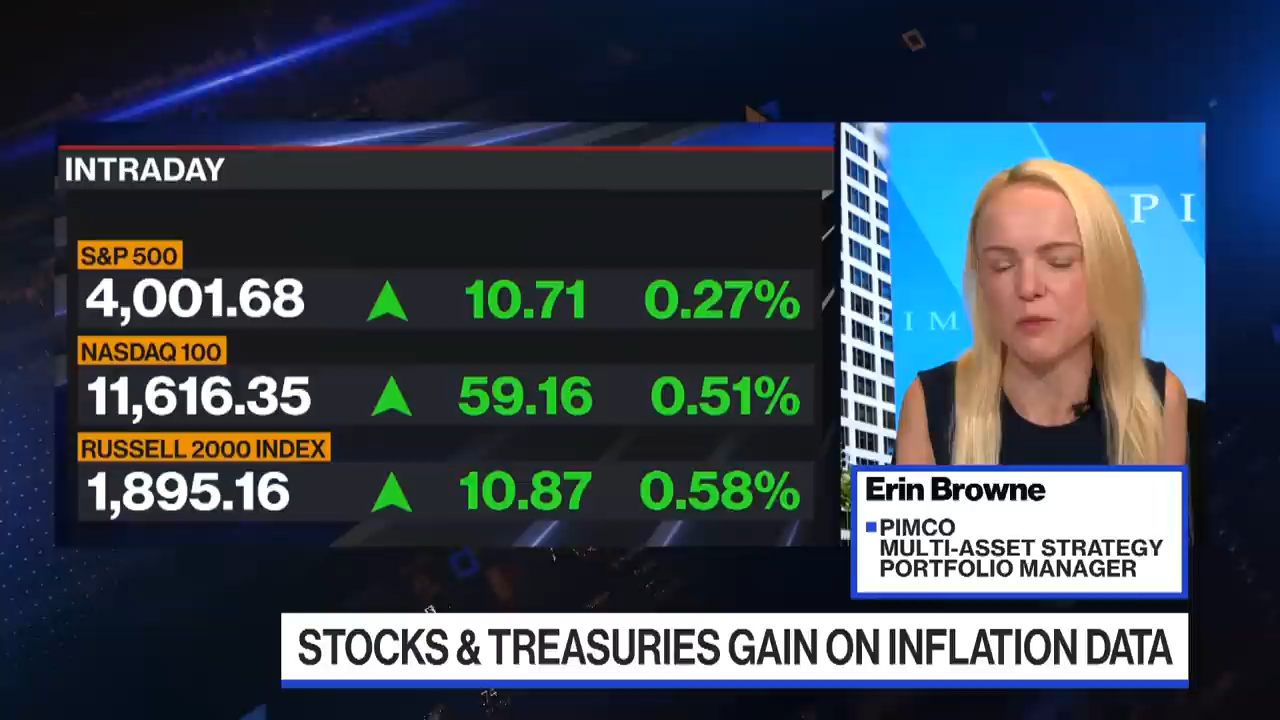 INTRADAY
S&P 500
4,001.68 ▲ 10.71 0.27%
NASDAQ 100
11,616.35 ▲ 59.16 0.51%
RUSSELL 2000 INDEX
1,895.16 ▲ 10.87 0.58%
PI
IM
Erin Browne
PIMCO
MULTI-ASSET STRATEGY
PORTFOLIO MANAGER
STOCKS & TREASURIES GAIN ON INFLATION DATA